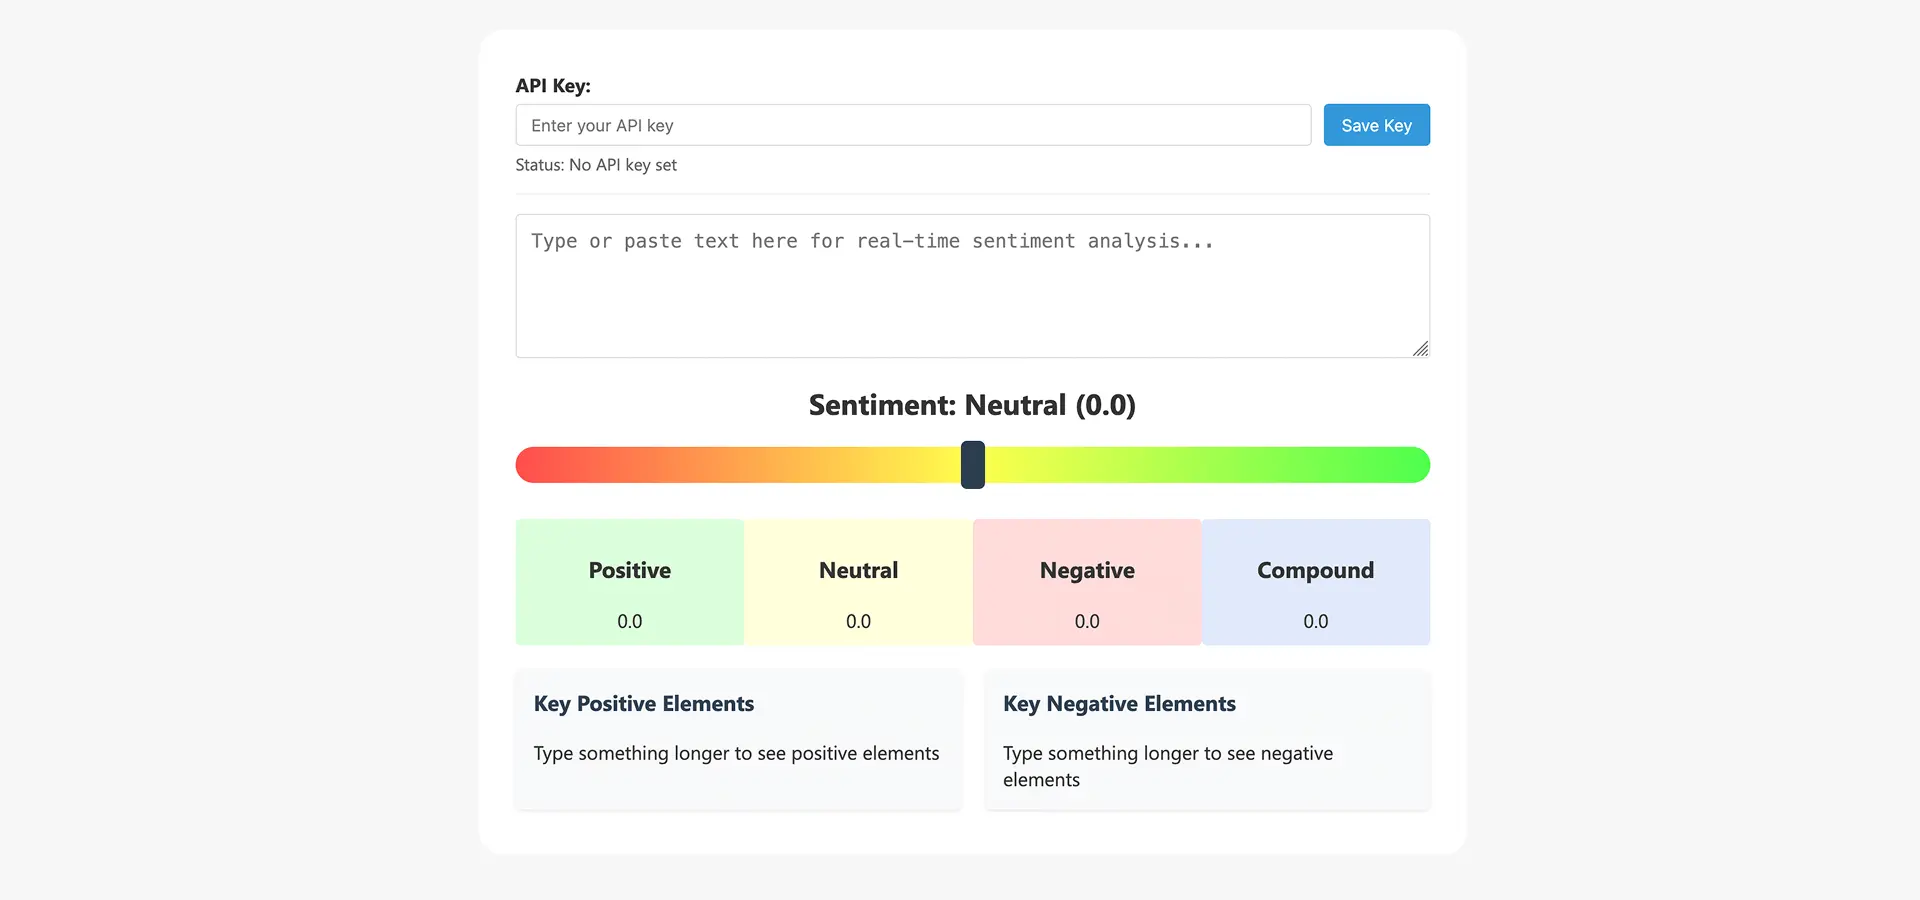 API Key:
Enter your API key
Save Key
Status: No API key set
Type or paste text here for real-time sentiment analysis...
Sentiment: Neutral (0.0)
Positive
Neutral
Negative
Compound
0.0
0.0
0.0
0.0
Key Positive Elements
Type something longer to see positive elements
Key Negative Elements
Type something longer to see negative
elements